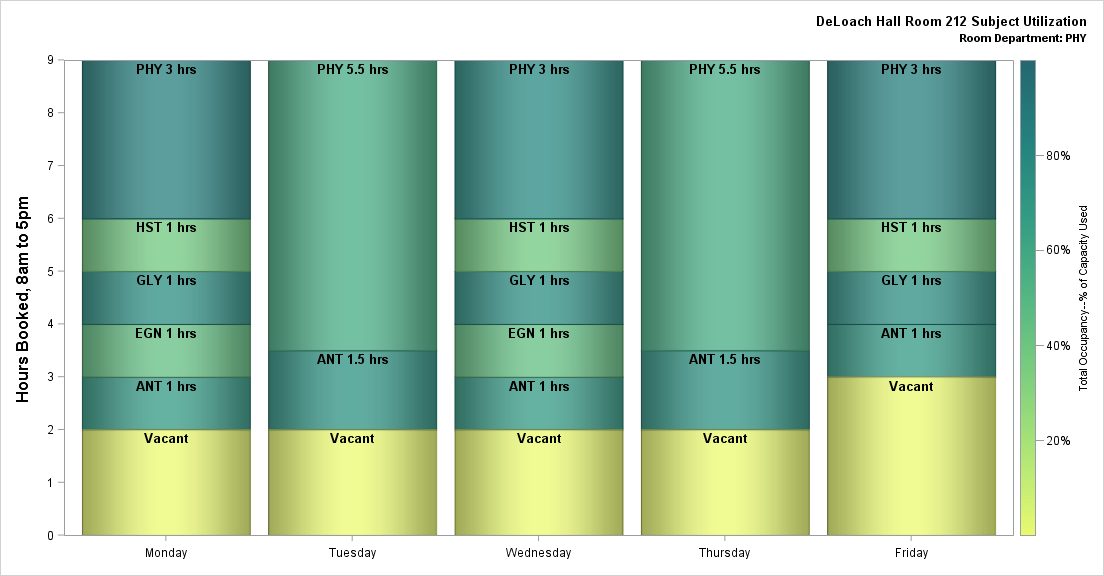 DeLoach Hall Room 212 Subject Utilization
Room Department: PHY
Hours Booked, 8am to 5pm
9
8
7
6
5
4
3
2
1
0
PHY 3 hrs
HST 1 hrs
GLY 1 hrs
EGN 1 hrs
ANT 1 hrs
Vacant
PHY 5.5 hrs
ANT 1.5 hrs
Vacant
PHY 3 hrs
HST 1 hrs
GLY 1 hrs
EGN 1 hrs
ANT 1 hrs
Vacant
PHY 5.5 hrs
ANT 1.5 hrs
Vacant
PHY 3 hrs
HST 1 hrs
GLY 1 hrs
ANT 1 hrs
Vacant
Monday
Tuesday
Wednesday
Thursday
Friday
80%
60%
40%
20%
Total Occupancy--% of Capacity Used